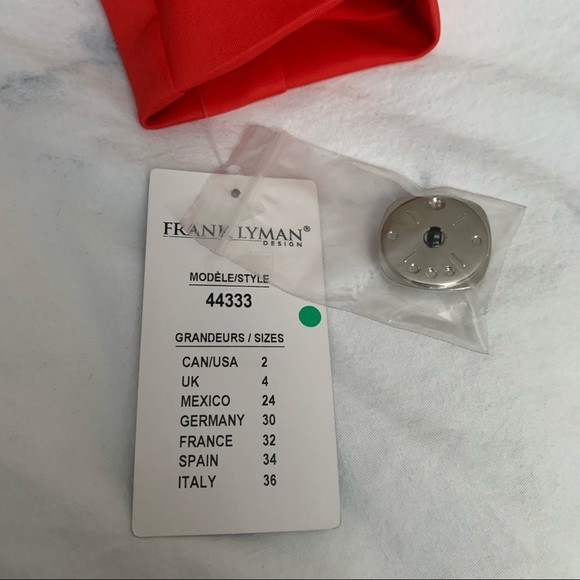 FRANK LYMAN®
DESIGN
MODÈLE/STYLE
44333
GRANDEURS / SIZES
CAN/USA 2
UK 4
MEXICO 24
GERMANY 30
FRANCE 32
SPAIN 34
ITALY 36